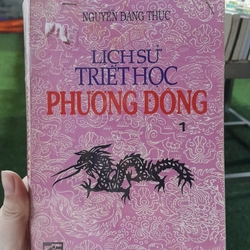 NGUYỄN ĐĂNG THỤC
LỊCH SỬ
TRIẾT HỌC
PHƯƠNG ĐÔNG
1